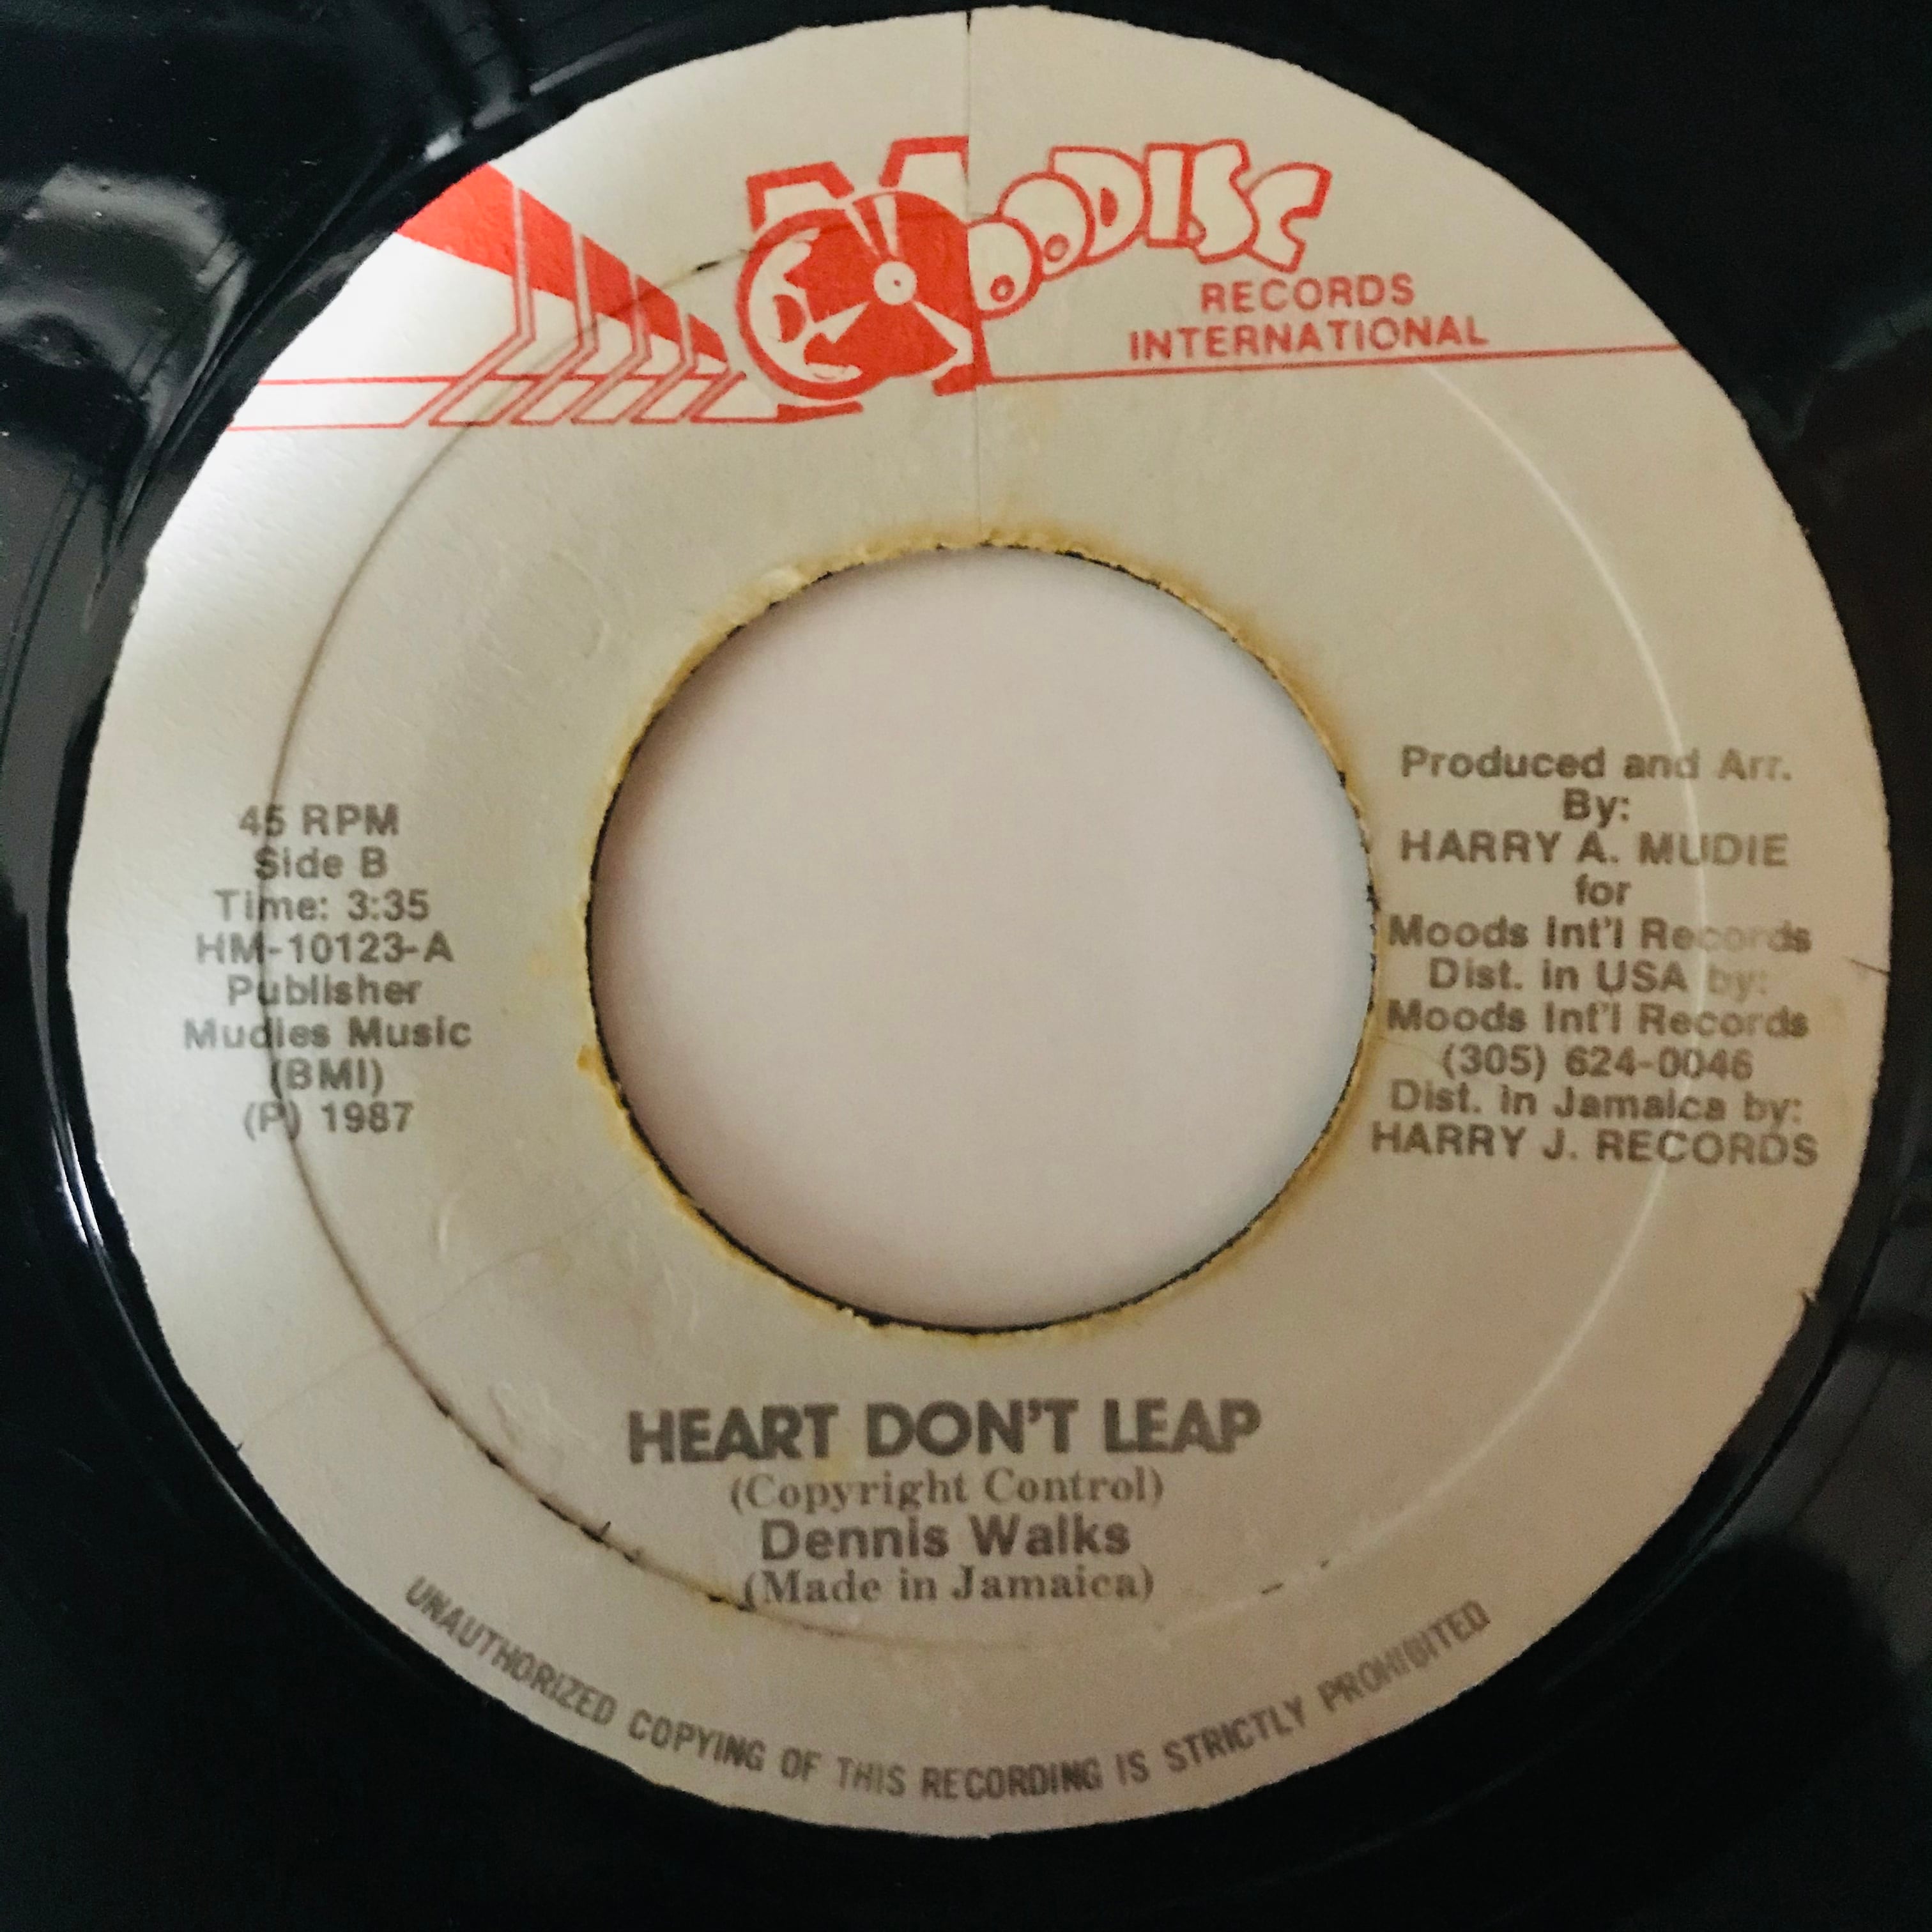 MOODISC
RECORDS
INTERNATIONAL
45 RPM
Side B
Time: 3:35
HM-10123-A
Publisher
Mudies Music
(BMI)
(P) 1987
Produced and Arr.
By:
HARRY A. MUDIE
for
Moods Int'l Records
Dist. in USA by:
Moods Int'l Records
(305) 624-0046
Dist. in Jamaica by:
HARRY J. RECORDS
HEART DON'T LEAP
(Copyright Control)
Dennis Walks
(Made in Jamaica)
UNAUTHORIZED COPYING OF THIS RECORDING IS STRICTLY PROHIBITED